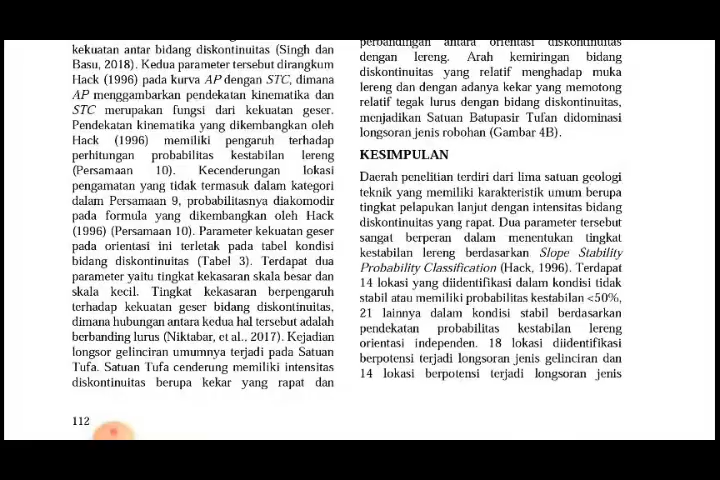 kekuatan antar bidang diskontinuitas (Singh dan
Basu, 2018). Kedua parameter tersebut dirangkum
Hack (1996) pada kurva AP dengan STC, dimana
AP menggambarkan pendekatan kinematika dan
STC merupakan fungsi dari kekuatan geser.
Pendekatan kinematika yang dikembangkan oleh
Hack (1996) memiliki pengaruh terhadap
perhitungan probabilitas kestabilan lereng
(Persamaan 10). Kecenderungan lokasi
pengamatan yang tidak termasuk dalam kategori
dalam Persamaan 9, probabilitasnya diakomodir
pada formula yang dikembangkan oleh Hack
(1996) (Persamaan 10). Parameter kekuatan geser
pada orientasi ini terletak pada tabel kondisi
bidang diskontinuitas (Tabel 3). Terdapat dua
parameter yaitu tingkat kekasaran skala besar dan
skala kecil. Tingkat kekasaran berpengaruh
terhadap kekuatan geser bidang diskontinuitas,
dimana hubungan antara kedua hal tersebut adalah
berbanding lurus (Niktabar, et al., 2017). Kejadian
longsor gelinciran umumnya terjadi pada Satuan
Tufa. Satuan Tufa cenderung memiliki intensitas
diskontinuitas berupa kekar yang rapat dan
112
perbandingan antara orientasi diskontinuitas
dengan lereng. Arah kemiringan bidang
diskontinuitas yang relatif menghadap muka
lereng dan dengan adanya kekar yang memotong
relatif tegak lurus dengan bidang diskontinuitas,
menjadikan Satuan Batupasir Tufan didominasi
longsoran jenis robohan (Gambar 4B).
KESIMPULAN
Daerah penelitian terdiri dari lima satuan geologi
teknik yang memiliki karakteristik umum berupa
tingkat pelapukan lanjut dengan intensitas bidang
diskontinuitas yang rapat. Dua parameter tersebut
sangat berperan dalam menentukan tingkat
kestabilan lereng berdasarkan Slope Stability
Probability Classification (Hack, 1996). Terdapat
14 lokasi yang diidentifikasi dalam kondisi tidak
stabil atau memiliki probabilitas kestabilan <50%,
21 lainnya dalam kondisi stabil berdasarkan
pendekatan probabilitas kestabilan lereng
orientasi independen. 18 lokasi diidentifikasi
berpotensi terjadi longsoran jenis gelinciran dan
14 lokasi berpotensi terjadi longsoran jenis